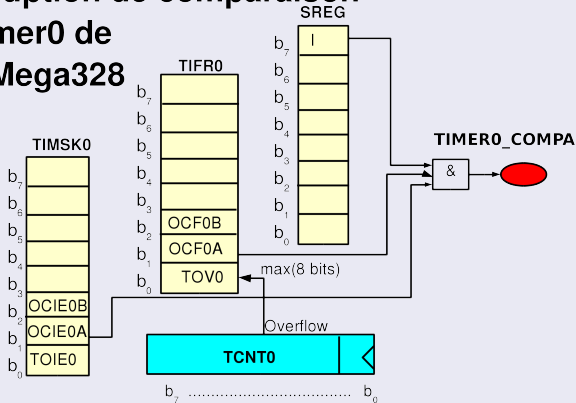 mer0 de
Mega328
SREG
I
b7
b6
b5
b4
b3
b2
b1
b0
TIFR0
b7
b6
b5
b4
b3
OCF0B
b2
OCF0A
b1
TOV0
b0
TIMSK0
b7
b6
b5
b4
b3
OCIE0B
b2
OCIE0A
b1
TOIE0
b0
TIMER0_COMPA
&
max(8 bits)
Overflow
TCNT0
b7 .................................. b0